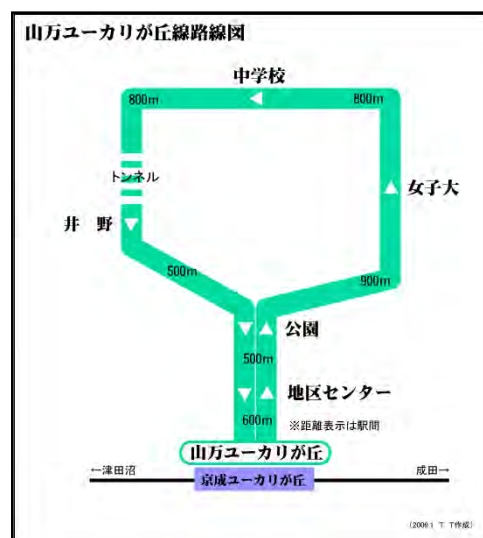 山万ユーカリが丘線路線図
中学校
800m
800m
トンネル
女子大
井 野
500m
900m
公園
500m
地区センター
600m
※距離表示は駅間
山万ユーカリが丘
←津田沼
成田→
京成ユーカリが丘